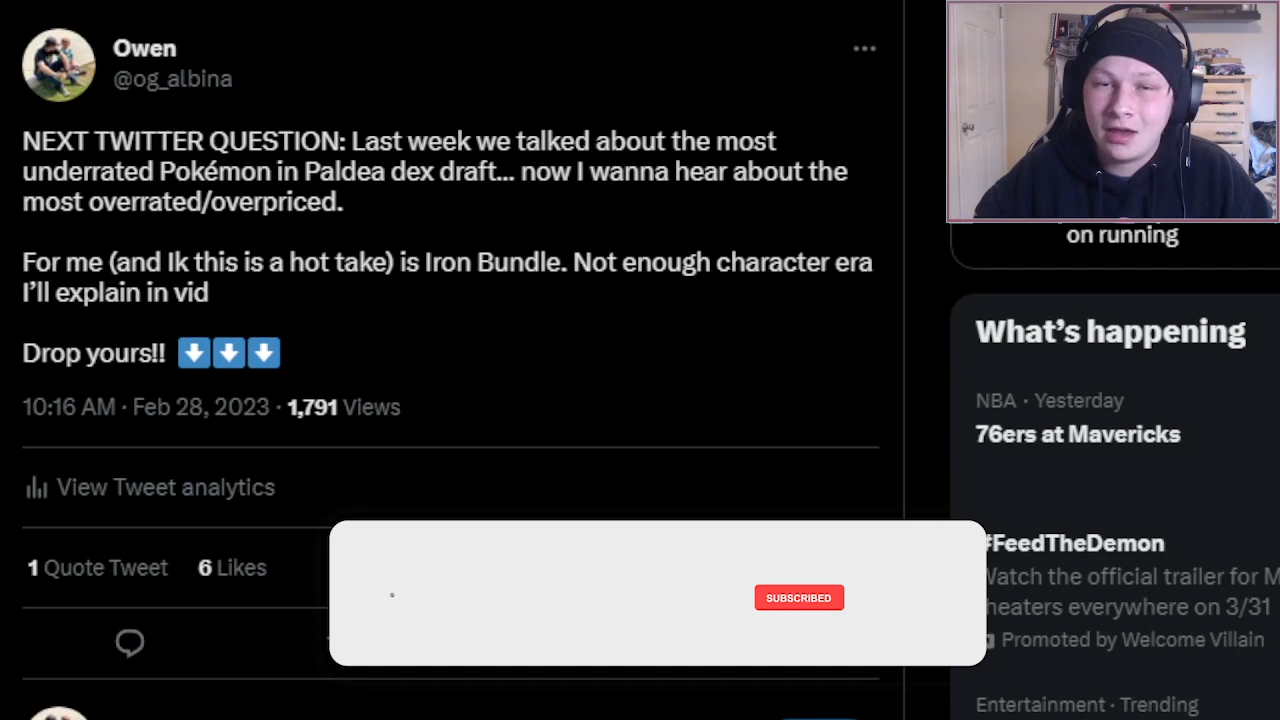 Owen
@og_albina
NEXT TWITTER QUESTION: Last week we talked about the most
underrated Pokémon in Paldea dex draft... now I wanna hear about the
most overrated/overpriced.
For me (and Ik this is a hot take) is Iron Bundle. Not enough character era
I'll explain in vid
Drop yours!! ⬇️⬇️⬇️
10:16 AM · Feb 28, 2023 · 1,791 Views
View Tweet analytics
1 Quote Tweet 6 Likes
SUBSCRIBED
on running
What's happening
NBA · Yesterday
76ers at Mavericks
#FeedTheDemon
Watch the official trailer for M
heaters everywhere on 3/31
Promoted by Welcome Villain
Entertainment · Trending